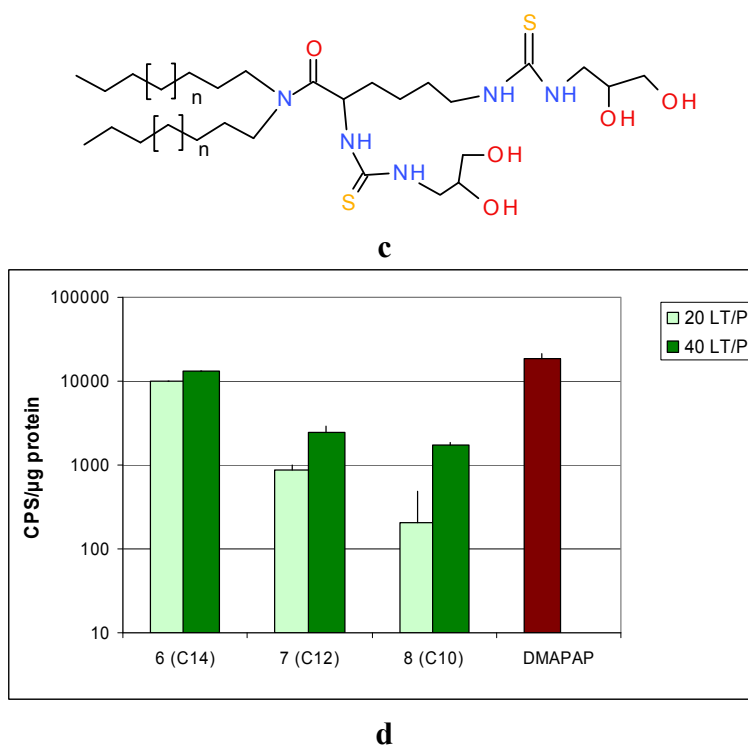 S
O
n
N
NH
NH
OH
OH
n
NH
OH
S
NH
OH
c
100000
10000
1000
100
10
CPS/µg protein
6 (C14) 7 (C12) 8 (C10) DMAPAP
20 LT/P
40 LT/P
d